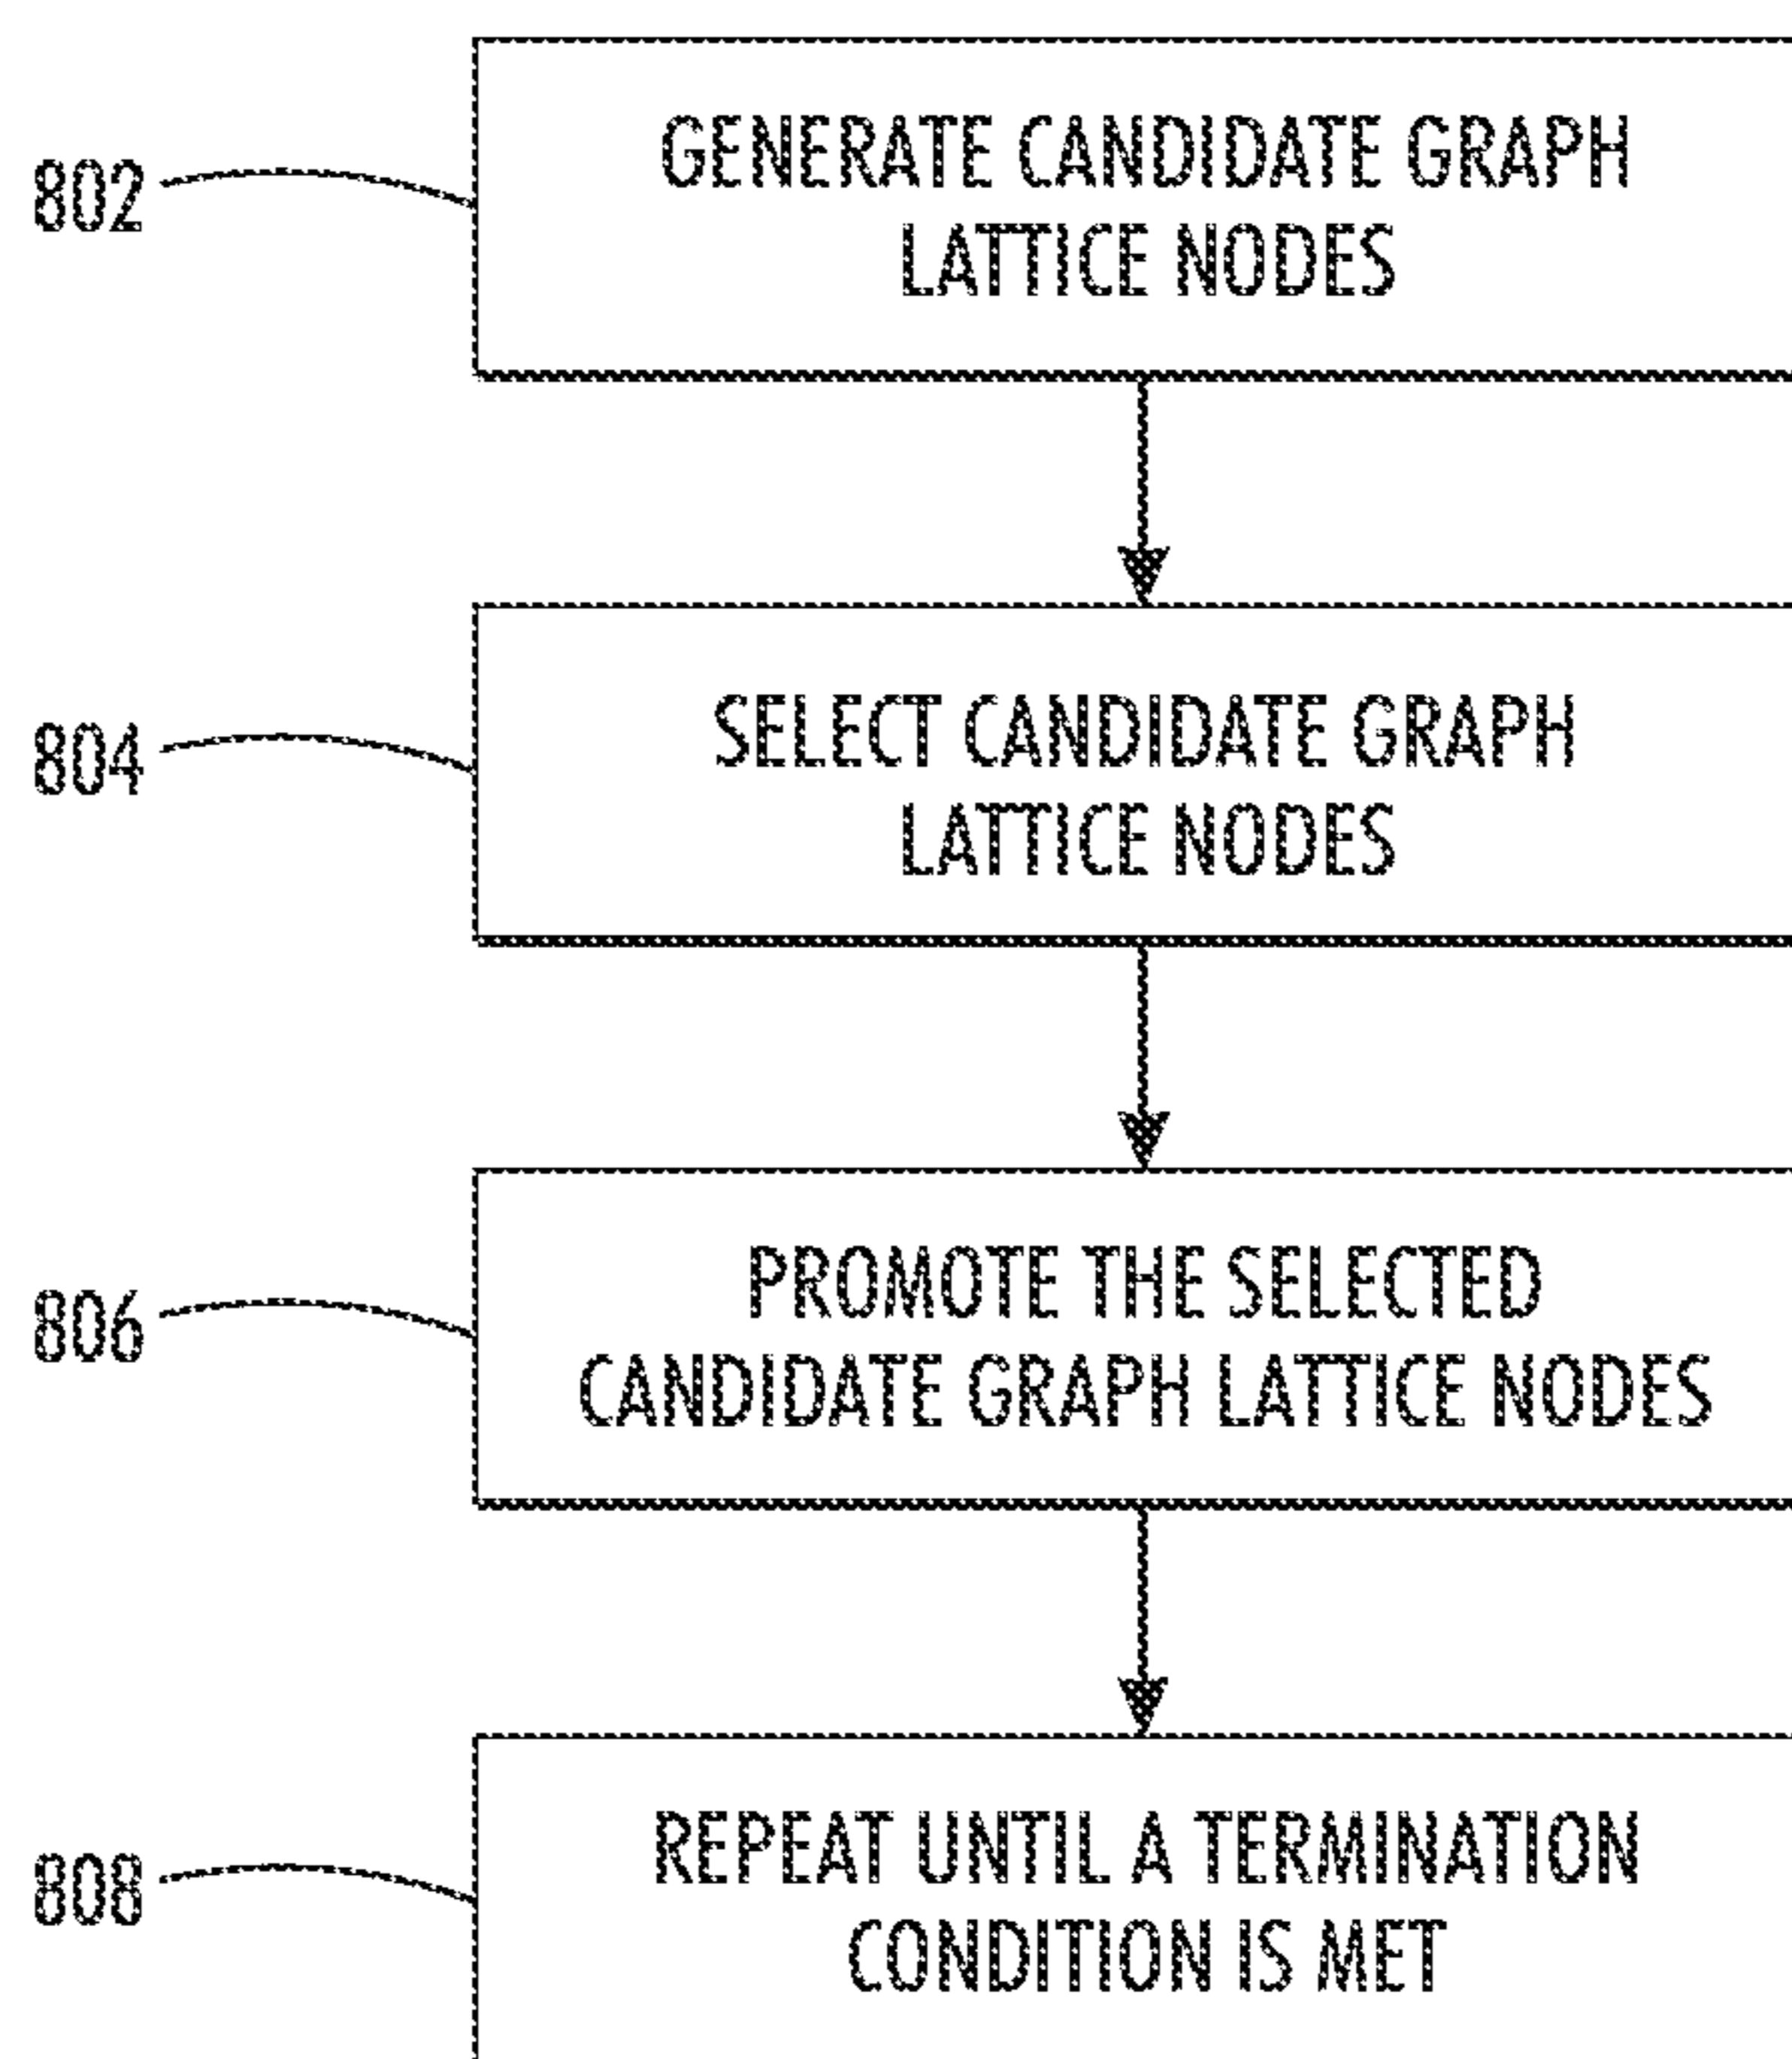 802
GENERATE CANDIDATE GRAPH
LATTICE NODES
804
SELECT CANDIDATE GRAPH
LATTICE NODES
806
PROMOTE THE SELECTED
CANDIDATE GRAPH LATTICE NODES
808
REPEAT UNTIL A TERMINATION
CONDITION IS MET